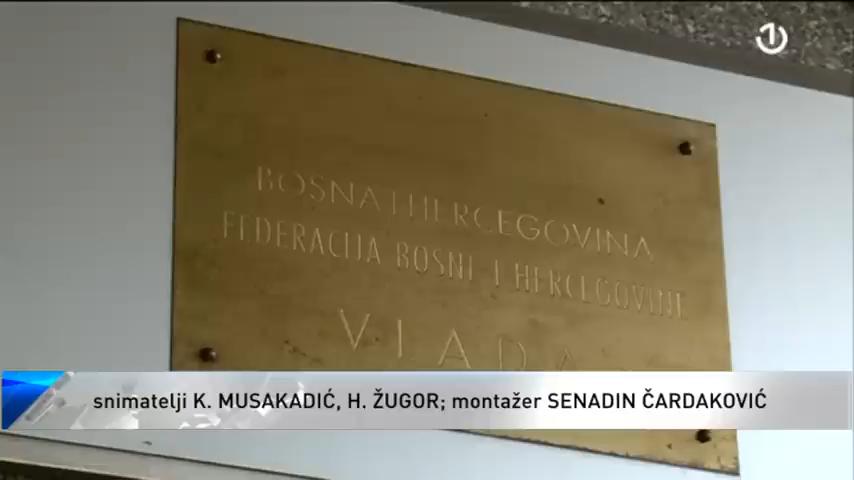 BOSNA I HERCEGOVINA
FEDERACIJA BOSNE I HERCEGOVINE
VLADA
snimatelji K. MUSAKADIĆ, H. ŽUGOR; montažer SENADIN ČARDAKOVIĆ